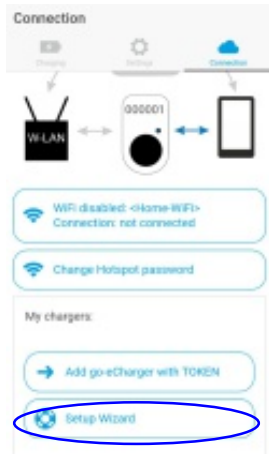 Connection
Charging Settings Connection
000001
W-LAN
WiFi disabled: <Home-WiFi>
Connection: not connected
Change Hotspot password
My chargers:
Add go-eCharger with TOKEN
Setup Wizard